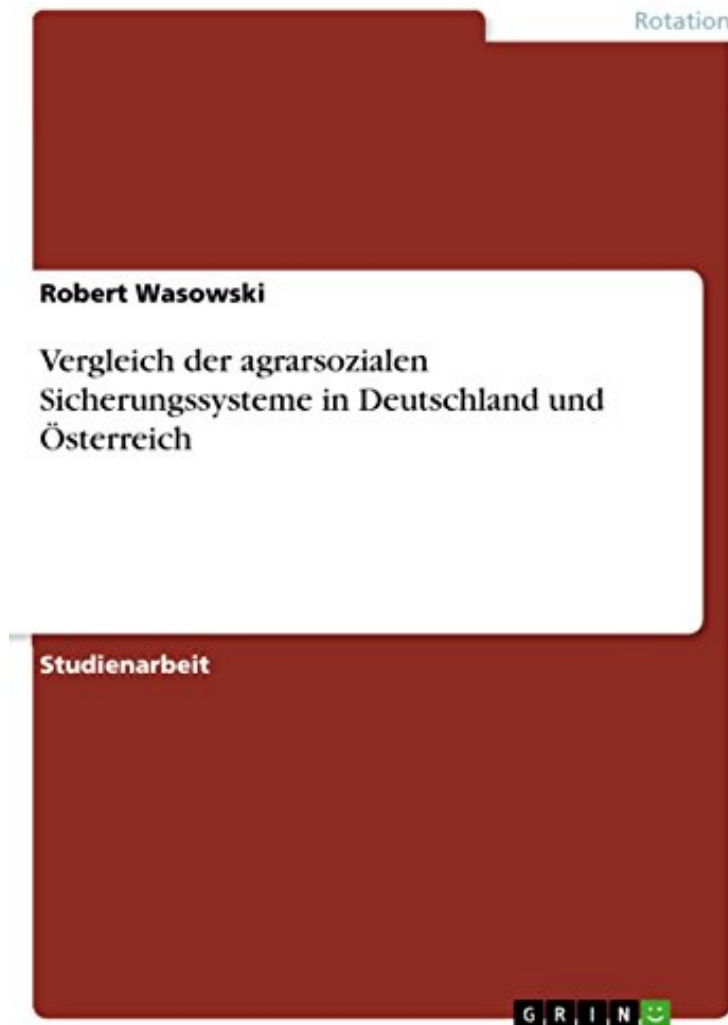 Rotation
Robert Wasowski
Vergleich der agrarsozialen
Sicherungssysteme in Deutschland und
Österreich
Studienarbeit
GRIN